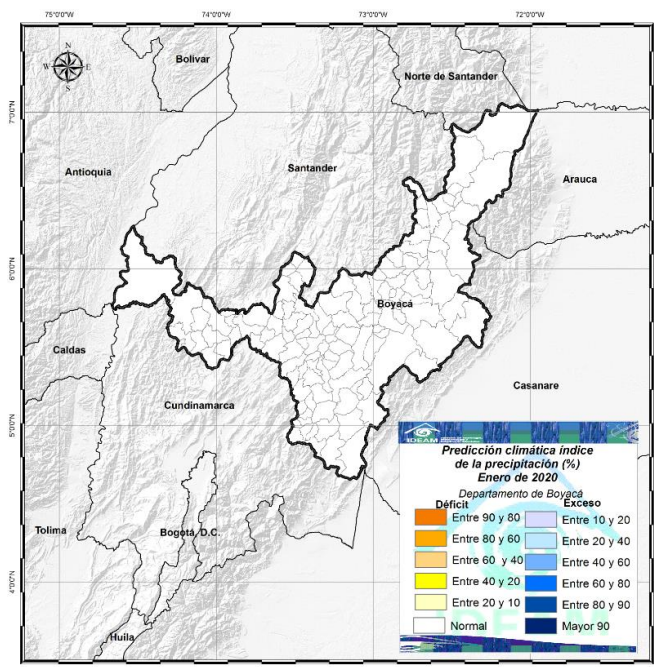 75°0'0"W 74°0'0"W 73°0'0"W 72°0'0"W
N
W E
S
Bolivar
Norte de Santander
7°0'0"N
Antioquia
Santander
Arauca
6°0'0"N
Boyacá
Caldas
Casanare
Cundinamarca
5°0'0"N
IDEAM
Predicción climática índice
de la precipitación (%)
Enero de 2020
Departamento de Boyacá
Déficit Exceso
Entre 90 y 80 Entre 10 y 20
Entre 80 y 60 Entre 20 y 40
Entre 60 y 40 Entre 40 y 60
Entre 40 y 20 Entre 60 y 80
Entre 20 y 10 Entre 80 y 90
Normal Mayor 90
IDEAM
Tolima
Bogotá, D.C.
4°0'0"N
Huila